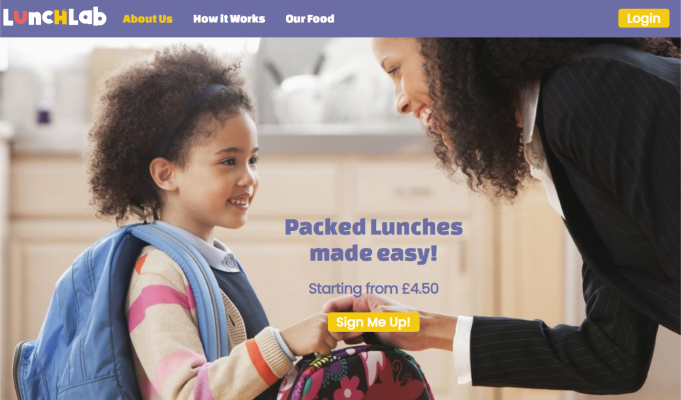 LuncHLab
About Us
How it Works
Our Food
Login
Packed Lunches
made easy!
Starting from £4.50
Sign Me Up!